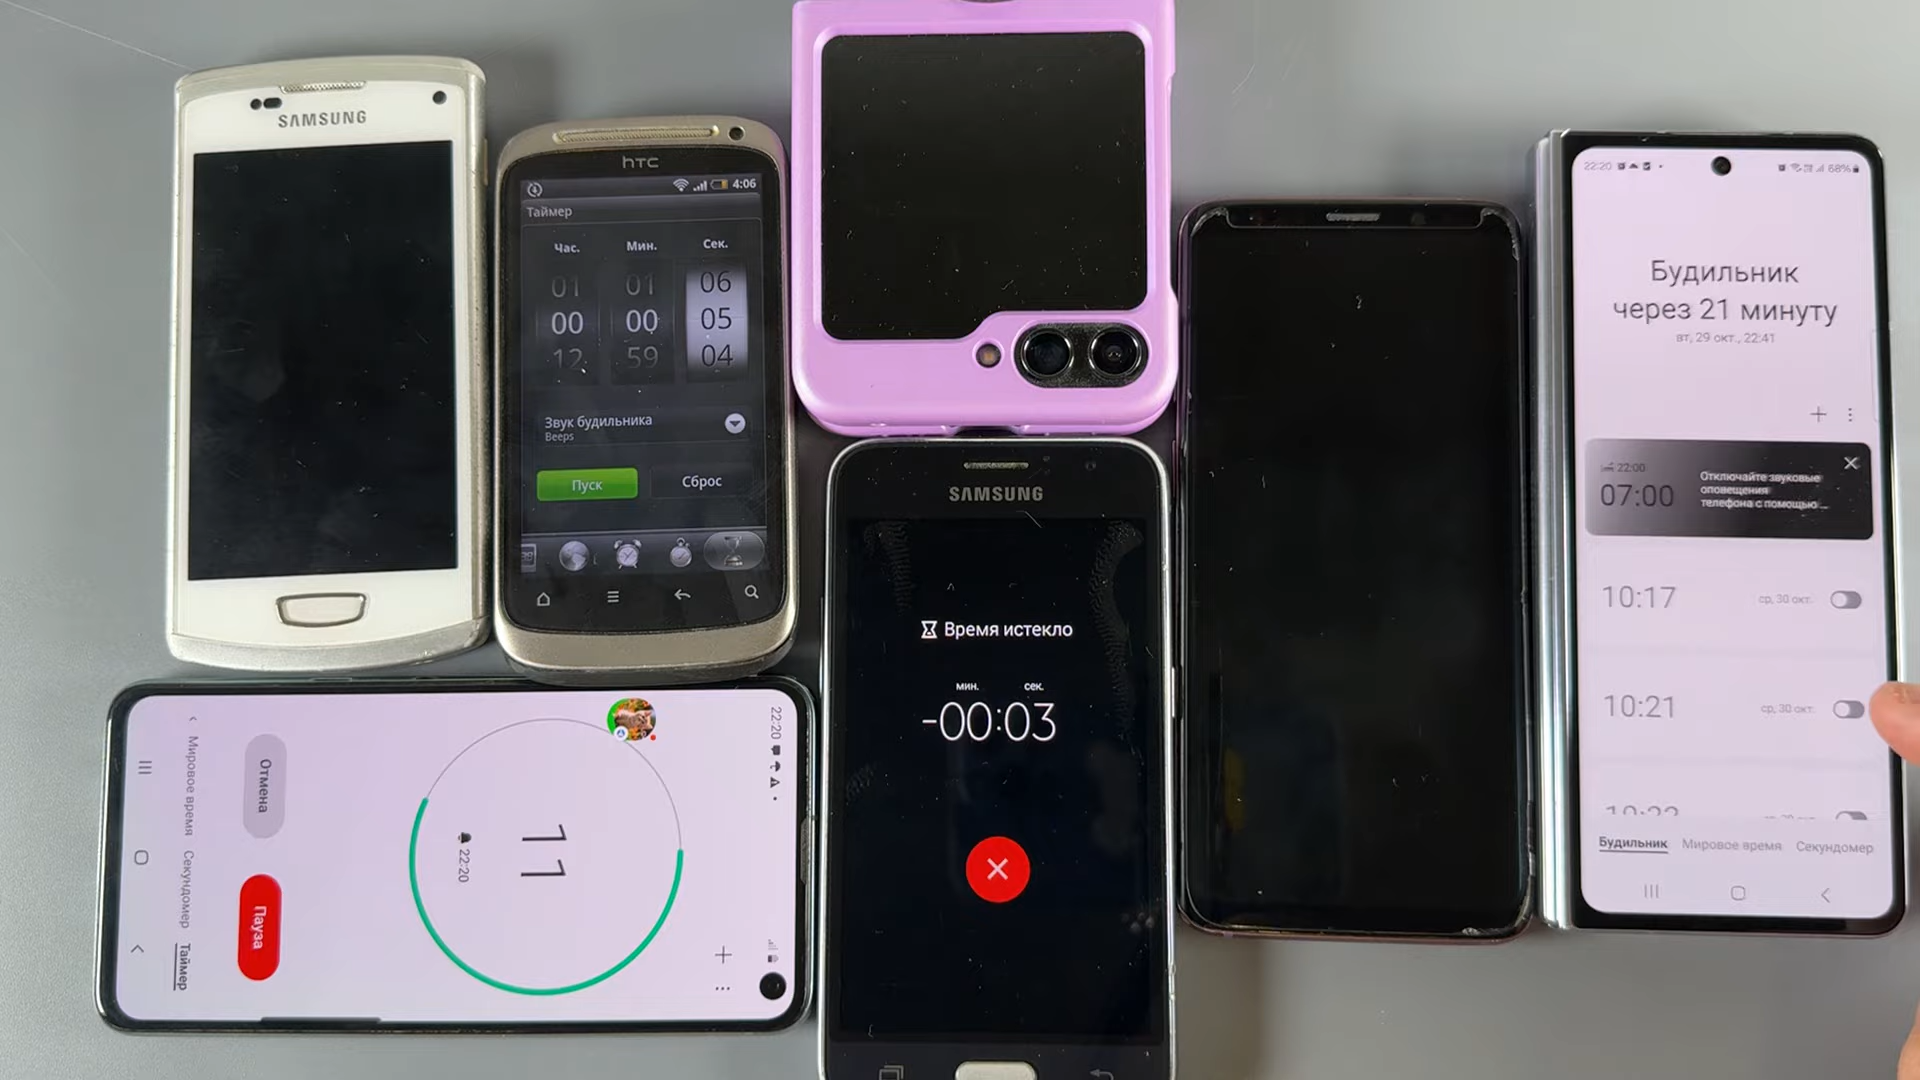 SAMSUNG
hTC
4:06
Таймер
Час. Мин. Сек.
01 01 06
00 00 05
12 59 04
Звук будильника
Beeps
Пуск Сброс
22:20 68%
Будильник
через 21 минуту
вт, 29 окт., 22:41
22:00
07:00
Отключайте звуковые
оповещения
телефона с помощью ...
10:17 ср, 30 окт.
10:21 ср, 30 окт.
Будильник Мировое время Секундомер
SAMSUNG
Время истекло
мин. сек.
-00:03
22:20
11
22:20
Отмена Пауза
Мировое время Секундомер Таймер